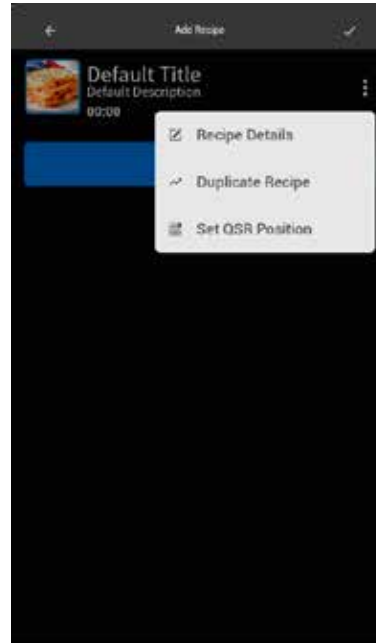 Add Recipe
Default Title
Default Description
00:00
Recipe Details
Duplicate Recipe
Set QSR Position